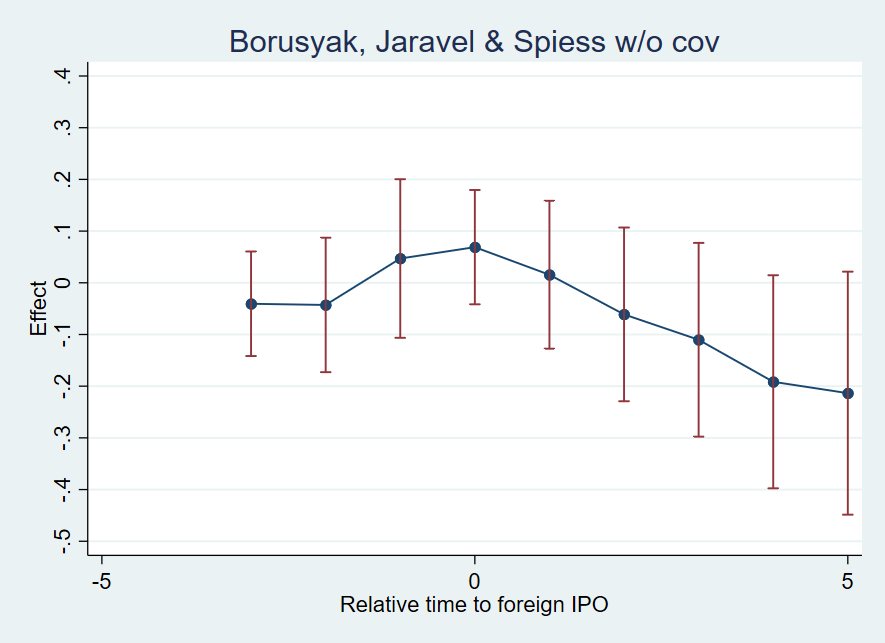 Borusyak, Jaravel & Spiess w/o cov
.4
.3
.2
.1
0
-.1
-.2
-.3
-.4
-.5
Effect
-5 0 5
Relative time to foreign IPO